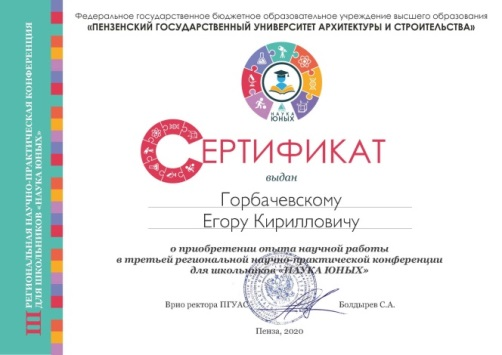 Федеральное государственное бюджетное образовательное учреждение высшего образования
«ПЕНЗЕНСКИЙ ГОСУДАРСТВЕННЫЙ УНИВЕРСИТЕТ АРХИТЕКТУРЫ И СТРОИТЕЛЬСТВА»
III РЕГИОНАЛЬНАЯ НАУЧНО-ПРАКТИЧЕСКАЯ КОНФЕРЕНЦИЯ
ДЛЯ ШКОЛЬНИКОВ «НАУКА ЮНЫХ»
НАУКА
ЮНЫХ
СЕРТИФИКАТ
выдан
Горбачевскому
Егору Кирилловичу
о приобретении опыта научной работы
в третьей региональной научно-практической конференции
для школьников «НАУКА ЮНЫХ»
Врио ректора ПГУАС Болдырев С.А.
Пенза, 2020